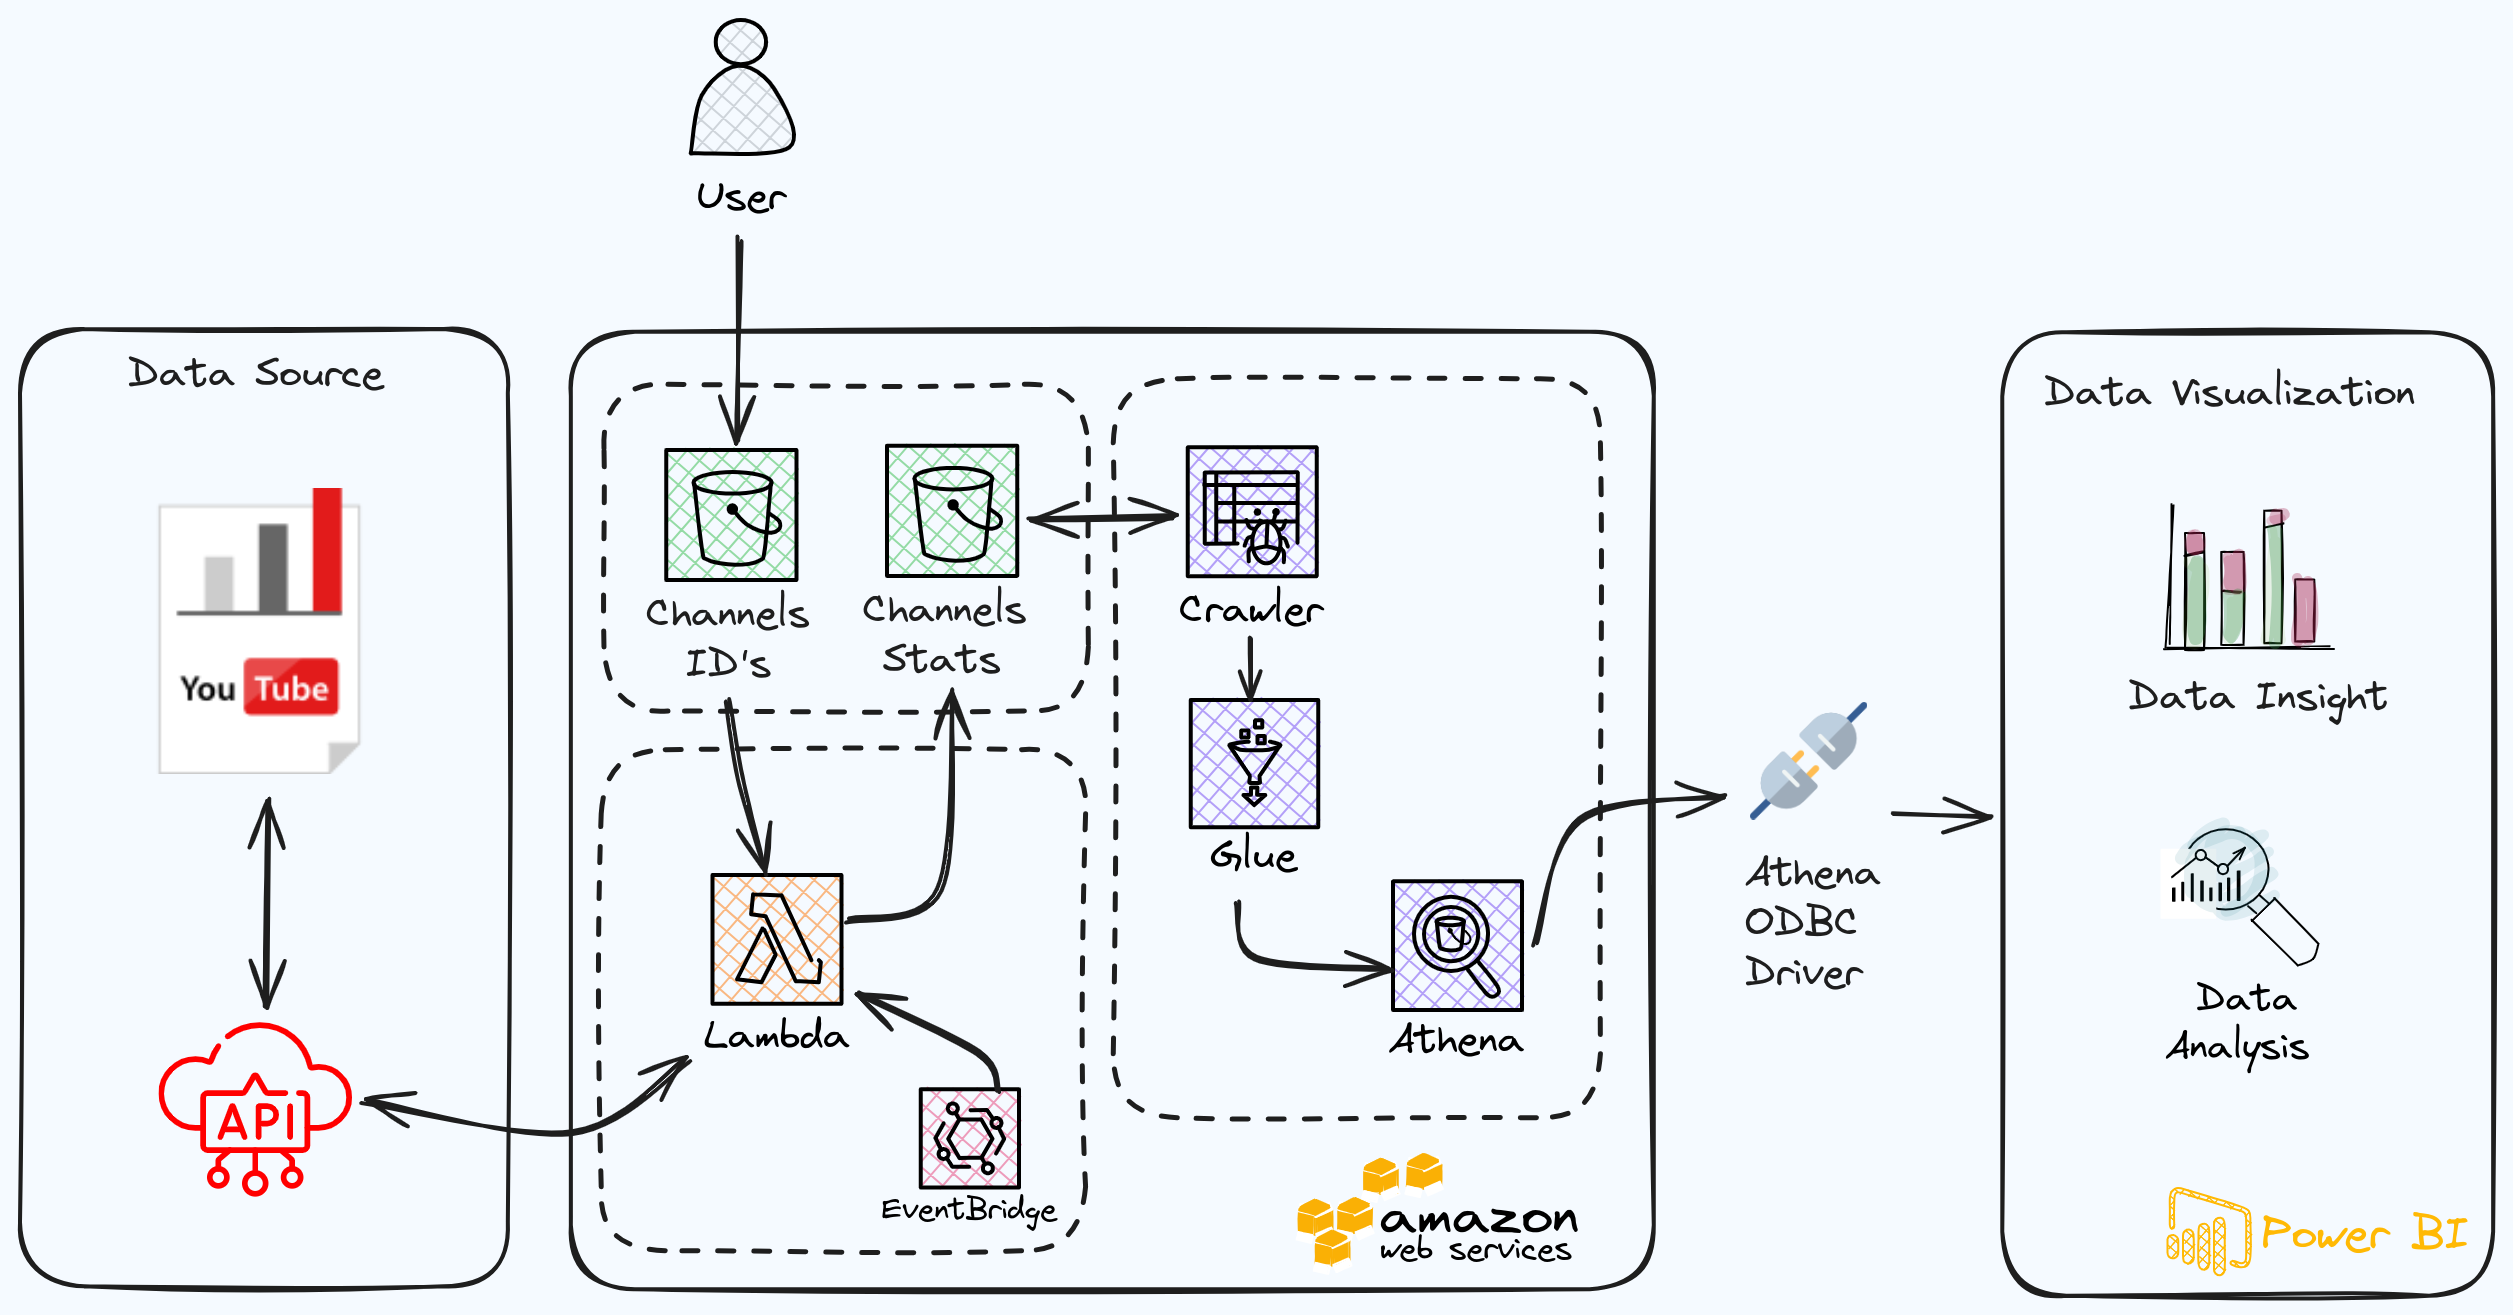 User
Data Source
You Tube
API
Channels
ID's
Channels
Stats
Lambda
EventBridge
Crawler
Glue
Athena
amazon
web services
Athena
ODBC
Driver
Data Visualization
Data Insight
Data
Analysis
Power BI